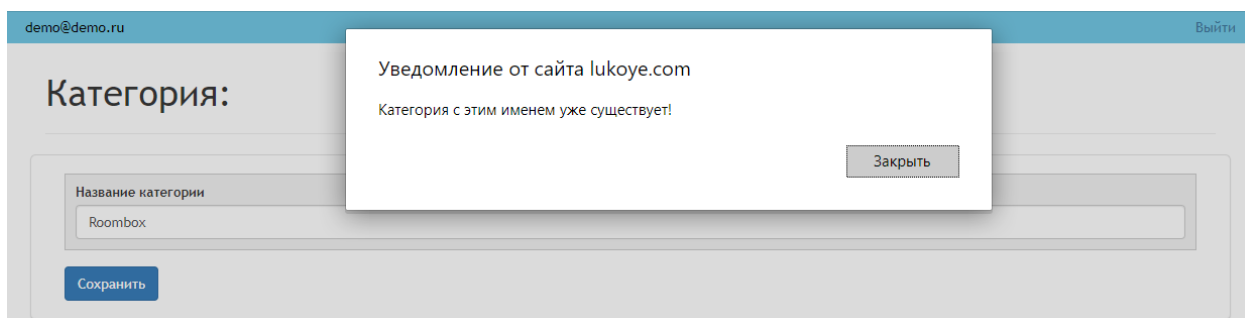 demo@demo.ru
Выйти
Уведомление от сайта lukoye.com
Категория с этим именем уже существует!
Закрыть
Категория:
Название категории
Roombox
Сохранить